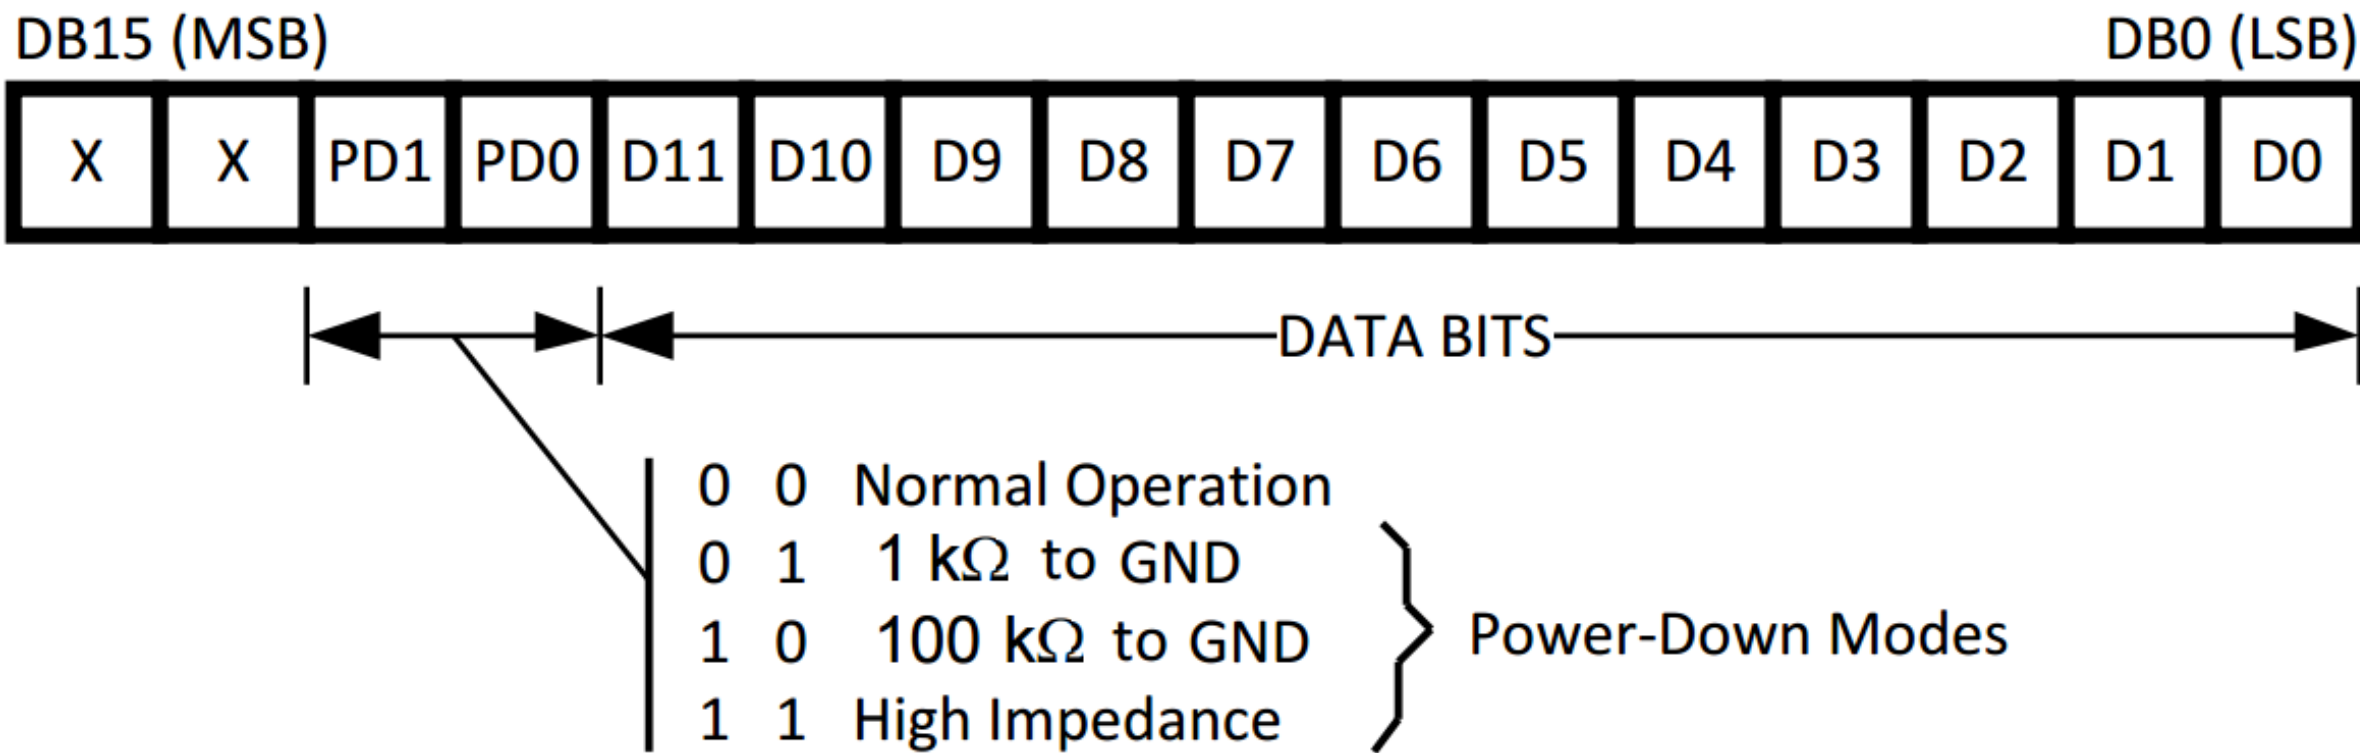 DB15 (MSB) DB0 (LSB)
X X PD1 PD0 D11 D10 D9 D8 D7 D6 D5 D4 D3 D2 D1 D0
DATA BITS
0 0 Normal Operation
0 1 1 kΩ to GND
1 0 100 kΩ to GND
Power-Down Modes
1 1 High Impedance